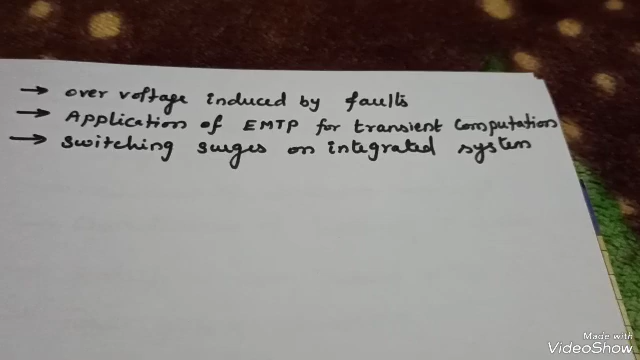 → over voltage induced by faults
→ Application of EMTP for transient Computation
→ switching surges on integrated system
Made with
VideoShow